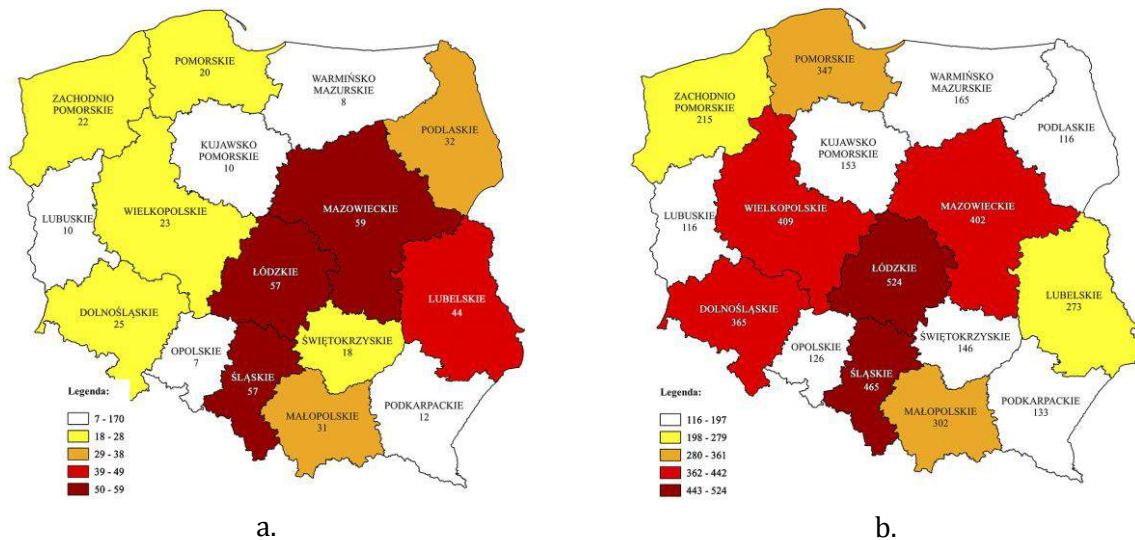 POMORSKIE
20
WARMIŃSKO
MAZURSKIE
8
ZACHODNIO
POMORSKIE
22
PODLASKIE
32
KUJAWSKO
POMORSKIE
10
LUBUSKIE
10
WIELKOPOLSKIE
23
MAZOWIECKIE
59
ŁÓDZKIE
57
LUBELSKIE
44
DOLNOŚLĄSKIE
25
OPOLSKIE
7
ŚWIĘTOKRZYSKIE
18
ŚLĄSKIE
57
MAŁOPOLSKIE
31
PODKARPACKIE
12
Legenda:
7 - 170
18 - 28
29 - 38
39 - 49
50 - 59
a.
POMORSKIE
347
WARMIŃSKO
MAZURSKIE
165
ZACHODNIO
POMORSKIE
215
PODLASKIE
116
KUJAWSKO
POMORSKIE
153
LUBUSKIE
116
WIELKOPOLSKIE
409
MAZOWIECKIE
402
ŁÓDZKIE
524
LUBELSKIE
273
DOLNOŚLĄSKIE
365
OPOLSKIE
126
ŚWIĘTOKRZYSKIE
146
ŚLĄSKIE
465
MAŁOPOLSKIE
302
PODKARPACKIE
133
Legenda:
116 - 197
198 - 279
280 - 361
362 - 442
443 - 524
b.